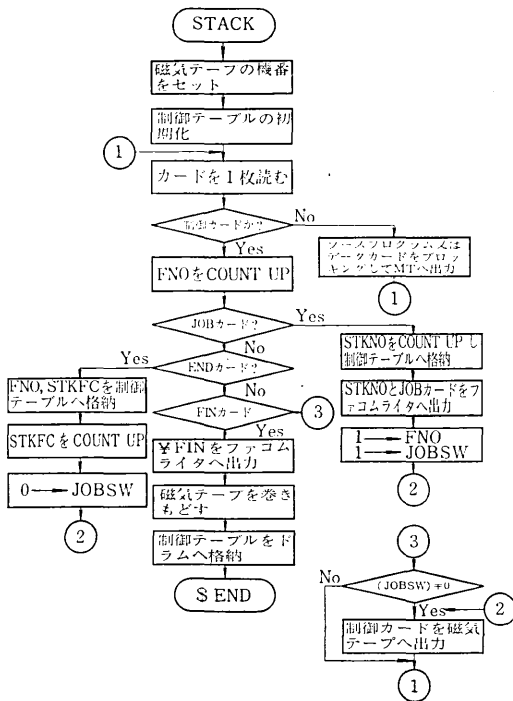 STACK
磁気テープの機番
をセット
制御テーブルの初
期化
1
カードを1枚読む
制御カードか?
No
Yes
ソースプログラム又は
データカードをブロッ
キングしてMTへ出力
1
FNOをCOUNT UP
JOBカード?
Yes
No
STKNOをCOUNT UPし
制御テーブルへ格納
STKNOとJOBカードをフ
ァコムライタへ出力
1 → FNO
1 → JOBSW
2
ENDカード?
Yes
No
FNO, STKFCを制御
テーブルへ格納
STKFCをCOUNT UP
0 → JOBSW
2
FINカード
3
Yes
¥FINをファコム
ライタへ出力
磁気テープを巻き
もどす
制御テーブルをド
ラムへ格納
S END
3
(JOBSW)≠0
No
Yes
2
制御カードを磁気
テープへ出力
1